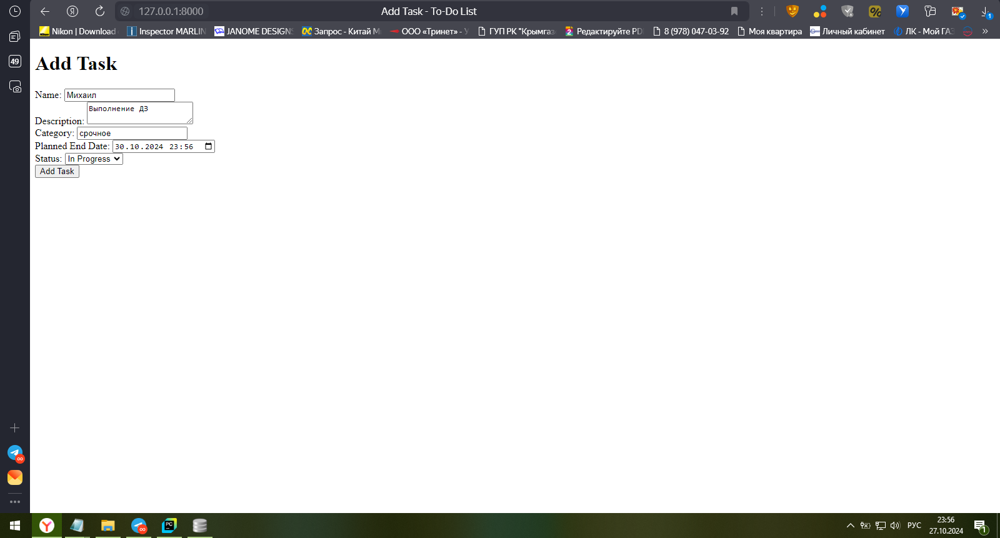 127.0.0.1:8000
Add Task - To-Do List
Nikon | Download
Inspector MARLIN
JANOME DESIGNS
Запрос - Китай М
ООО «Тринет» - У
ГУП РК "Крымгаз
Редактируйте PD
8 (978) 047-03-92
Моя квартира
Личный кабинет
ЛК - Мой ГАЗ
49
Add Task
Name: Михаил
Description: Выполнение ДЗ
Category: срочное
Planned End Date: 30.10.2024 23:56
Status: In Progress
Add Task
РУС
23:56
27.10.2024
1